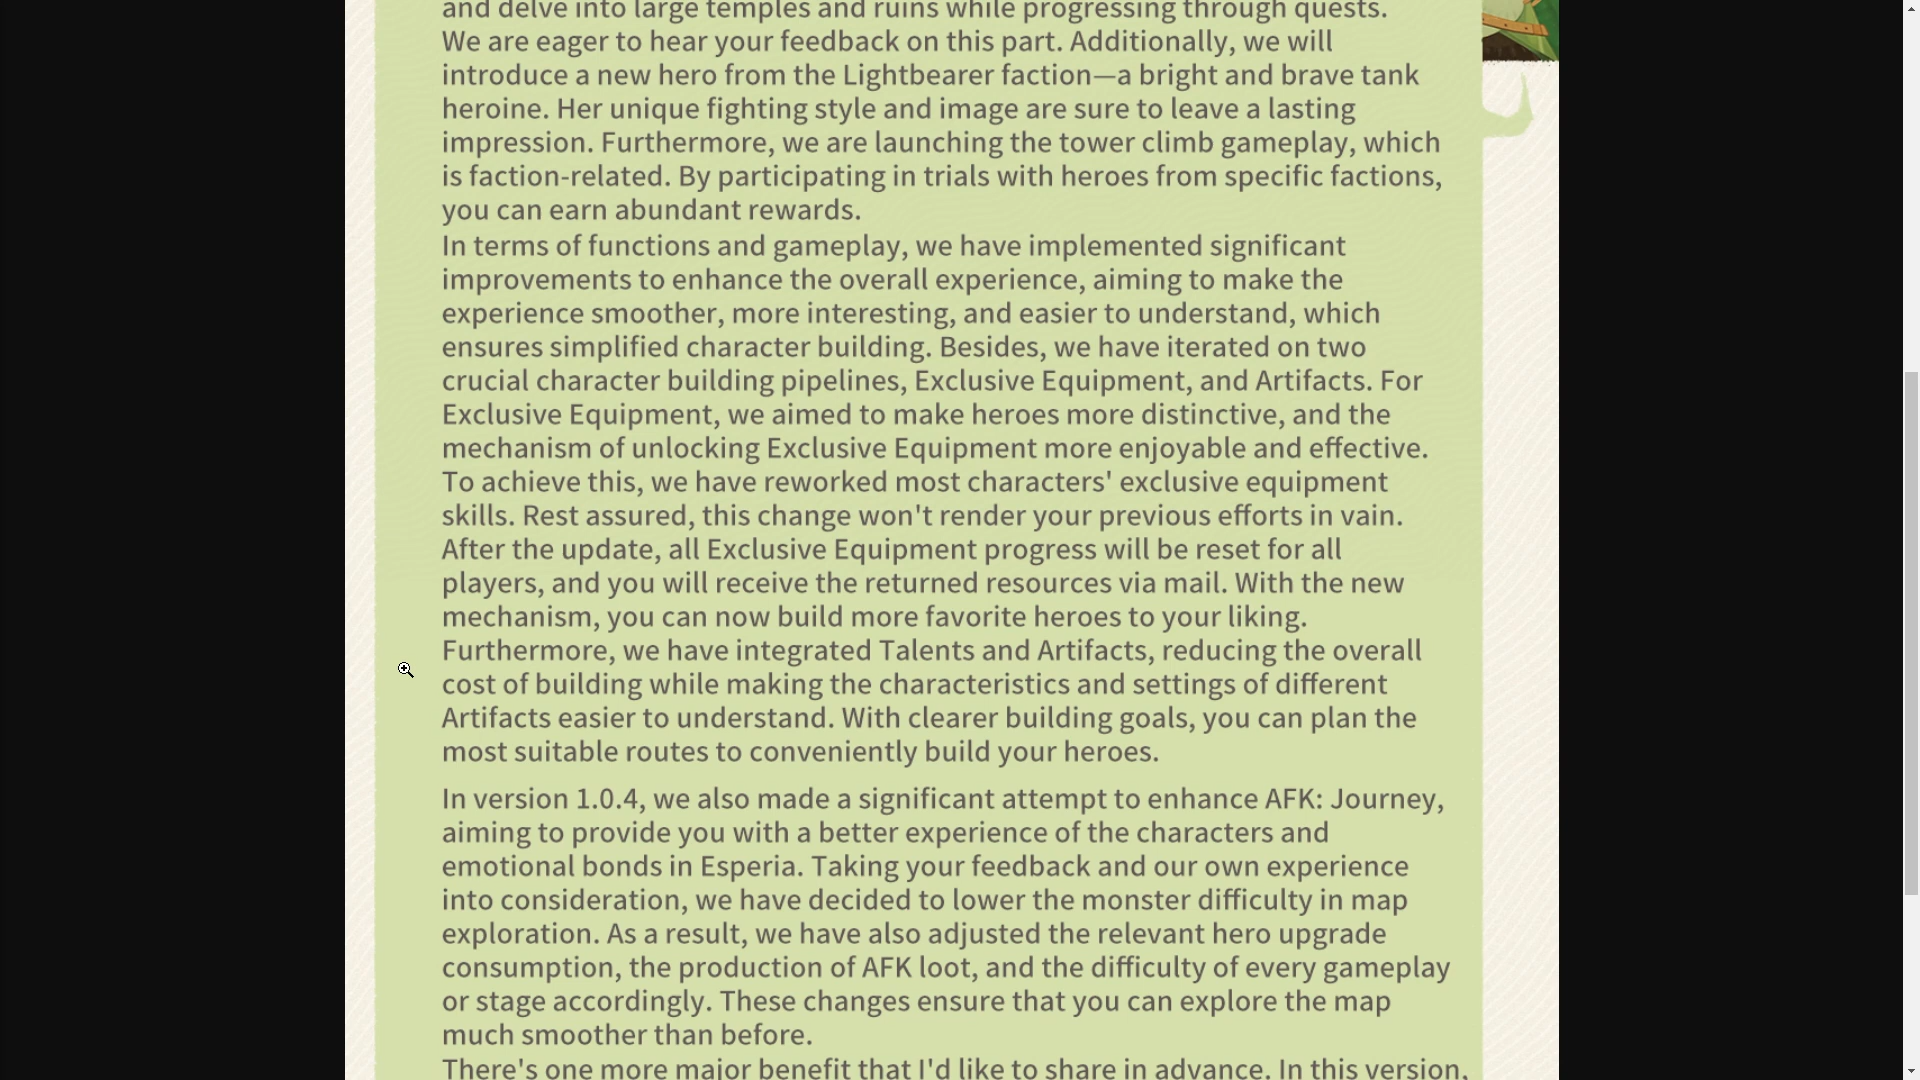 and delve into large temples and ruins while progressing through quests.
We are eager to hear your feedback on this part. Additionally, we will
introduce a new hero from the Lightbearer faction—a bright and brave tank
heroine. Her unique fighting style and image are sure to leave a lasting
impression. Furthermore, we are launching the tower climb gameplay, which
is faction-related. By participating in trials with heroes from specific factions,
you can earn abundant rewards.
In terms of functions and gameplay, we have implemented significant
improvements to enhance the overall experience, aiming to make the
experience smoother, more interesting, and easier to understand, which
ensures simplified character building. Besides, we have iterated on two
crucial character building pipelines, Exclusive Equipment, and Artifacts. For
Exclusive Equipment, we aimed to make heroes more distinctive, and the
mechanism of unlocking Exclusive Equipment more enjoyable and effective.
To achieve this, we have reworked most characters' exclusive equipment
skills. Rest assured, this change won't render your previous efforts in vain.
After the update, all Exclusive Equipment progress will be reset for all
players, and you will receive the returned resources via mail. With the new
mechanism, you can now build more favorite heroes to your liking.
Furthermore, we have integrated Talents and Artifacts, reducing the overall
cost of building while making the characteristics and settings of different
Artifacts easier to understand. With clearer building goals, you can plan the
most suitable routes to conveniently build your heroes.
In version 1.0.4, we also made a significant attempt to enhance AFK: Journey,
aiming to provide you with a better experience of the characters and
emotional bonds in Esperia. Taking your feedback and our own experience
into consideration, we have decided to lower the monster difficulty in map
exploration. As a result, we have also adjusted the relevant hero upgrade
consumption, the production of AFK loot, and the difficulty of every gameplay
or stage accordingly. These changes ensure that you can explore the map
much smoother than before.
There's one more major benefit that I'd like to share in advance. In this version,